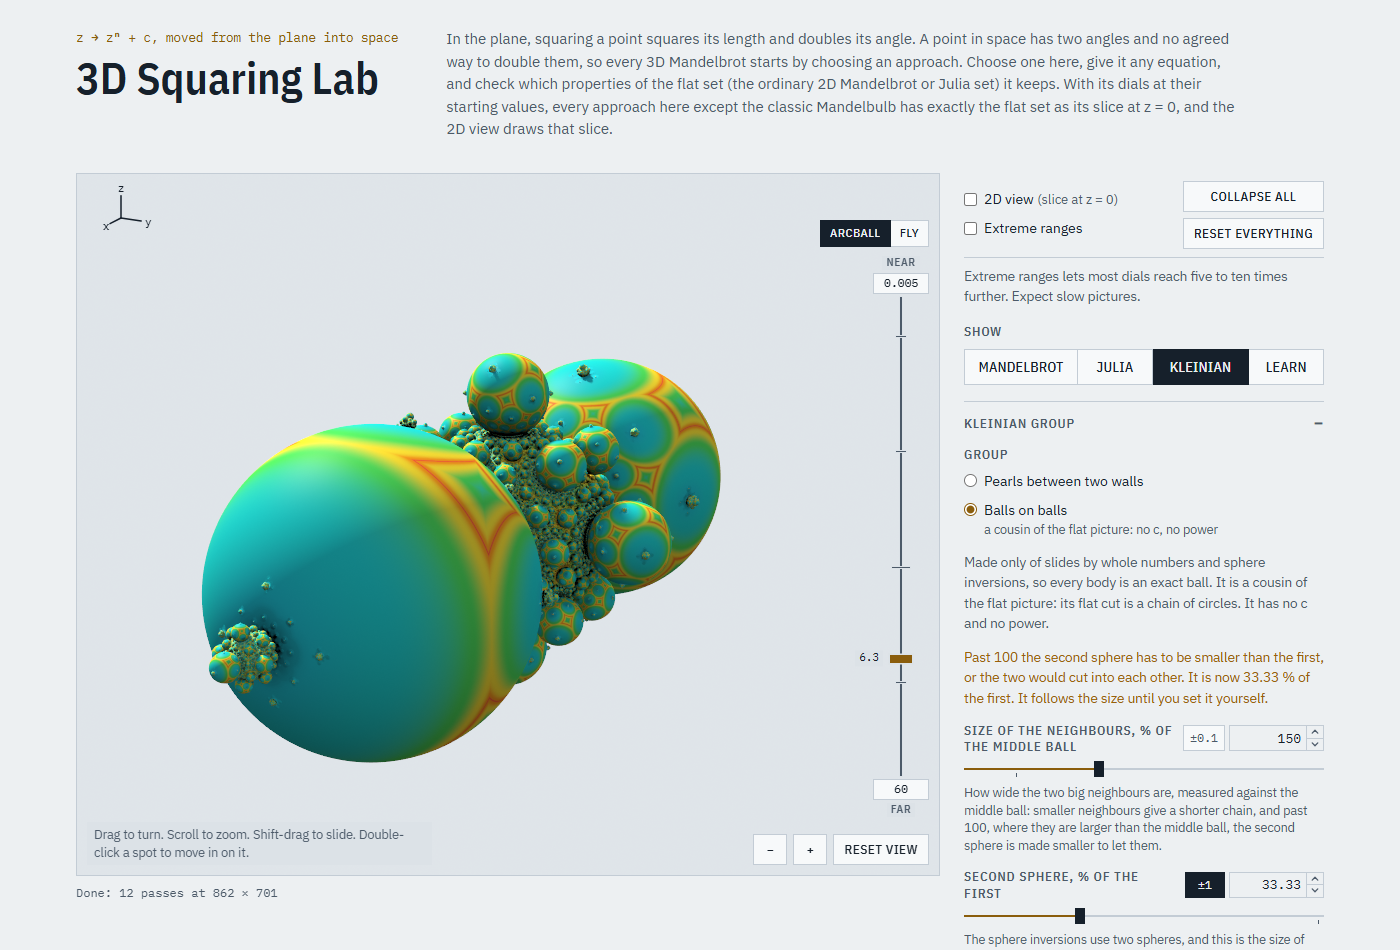 z → zⁿ + c, moved from the plane into space
3D Squaring Lab
In the plane, squaring a point squares its length and doubles its angle. A point in space has two angles and no agreed
way to double them, so every 3D Mandelbrot starts by choosing an approach. Choose one here, give it any equation,
and check which properties of the flat set (the ordinary 2D Mandelbrot or Julia set) it keeps. With its dials at their
starting values, every approach here except the classic Mandelbulb has exactly the flat set as its slice at z = 0, and the
2D view draws that slice.
z
x
y
ARCBALL FLY
NEAR
0.005
6.3
60
FAR
Drag to turn. Scroll to zoom. Shift-drag to slide. Double-
click a spot to move in on it.
− + RESET VIEW
Done: 12 passes at 862 × 701
2D view (slice at z = 0)
COLLAPSE ALL
Extreme ranges
RESET EVERYTHING
Extreme ranges lets most dials reach five to ten times
further. Expect slow pictures.
SHOW
MANDELBROT JULIA KLEINIAN LEARN
KLEINIAN GROUP −
GROUP
Pearls between two walls
Balls on balls
a cousin of the flat picture: no c, no power
Made only of slides by whole numbers and sphere
inversions, so every body is an exact ball. It is a cousin of
the flat picture: its flat cut is a chain of circles. It has no c
and no power.
Past 100 the second sphere has to be smaller than the first,
or the two would cut into each other. It is now 33.33 % of
the first. It follows the size until you set it yourself.
SIZE OF THE NEIGHBOURS, % OF
THE MIDDLE BALL
±0.1 150
How wide the two big neighbours are, measured against the
middle ball: smaller neighbours give a shorter chain, and past
100, where they are larger than the middle ball, the second
sphere is made smaller to let them.
SECOND SPHERE, % OF THE
FIRST
±1 33.33
The sphere inversions use two spheres, and this is the size of